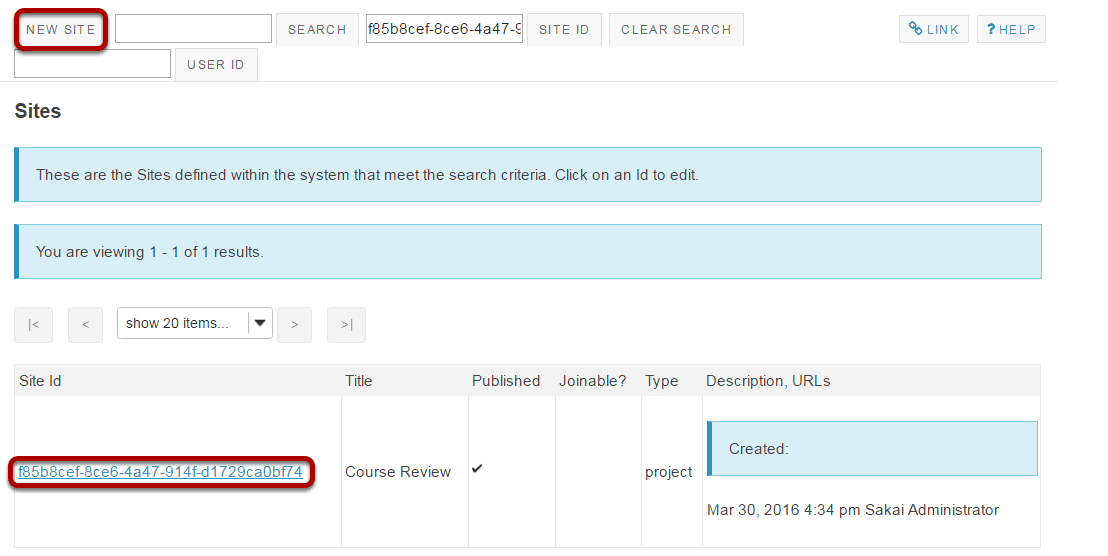 NEW SITE SEARCH f85b8cef-8ce6-4a47-9 SITE ID CLEAR SEARCH LINK ? HELP
USER ID
Sites
These are the Sites defined within the system that meet the search criteria. Click on an Id to edit.
You are viewing 1 - 1 of 1 results.
|< < show 20 items... > >|
Site Id Title Published Joinable? Type Description, URLs
Created:
f85b8cef-8ce6-4a47-914f-d1729ca0bf74 Course Review ✔ project
Mar 30, 2016 4:34 pm Sakai Administrator